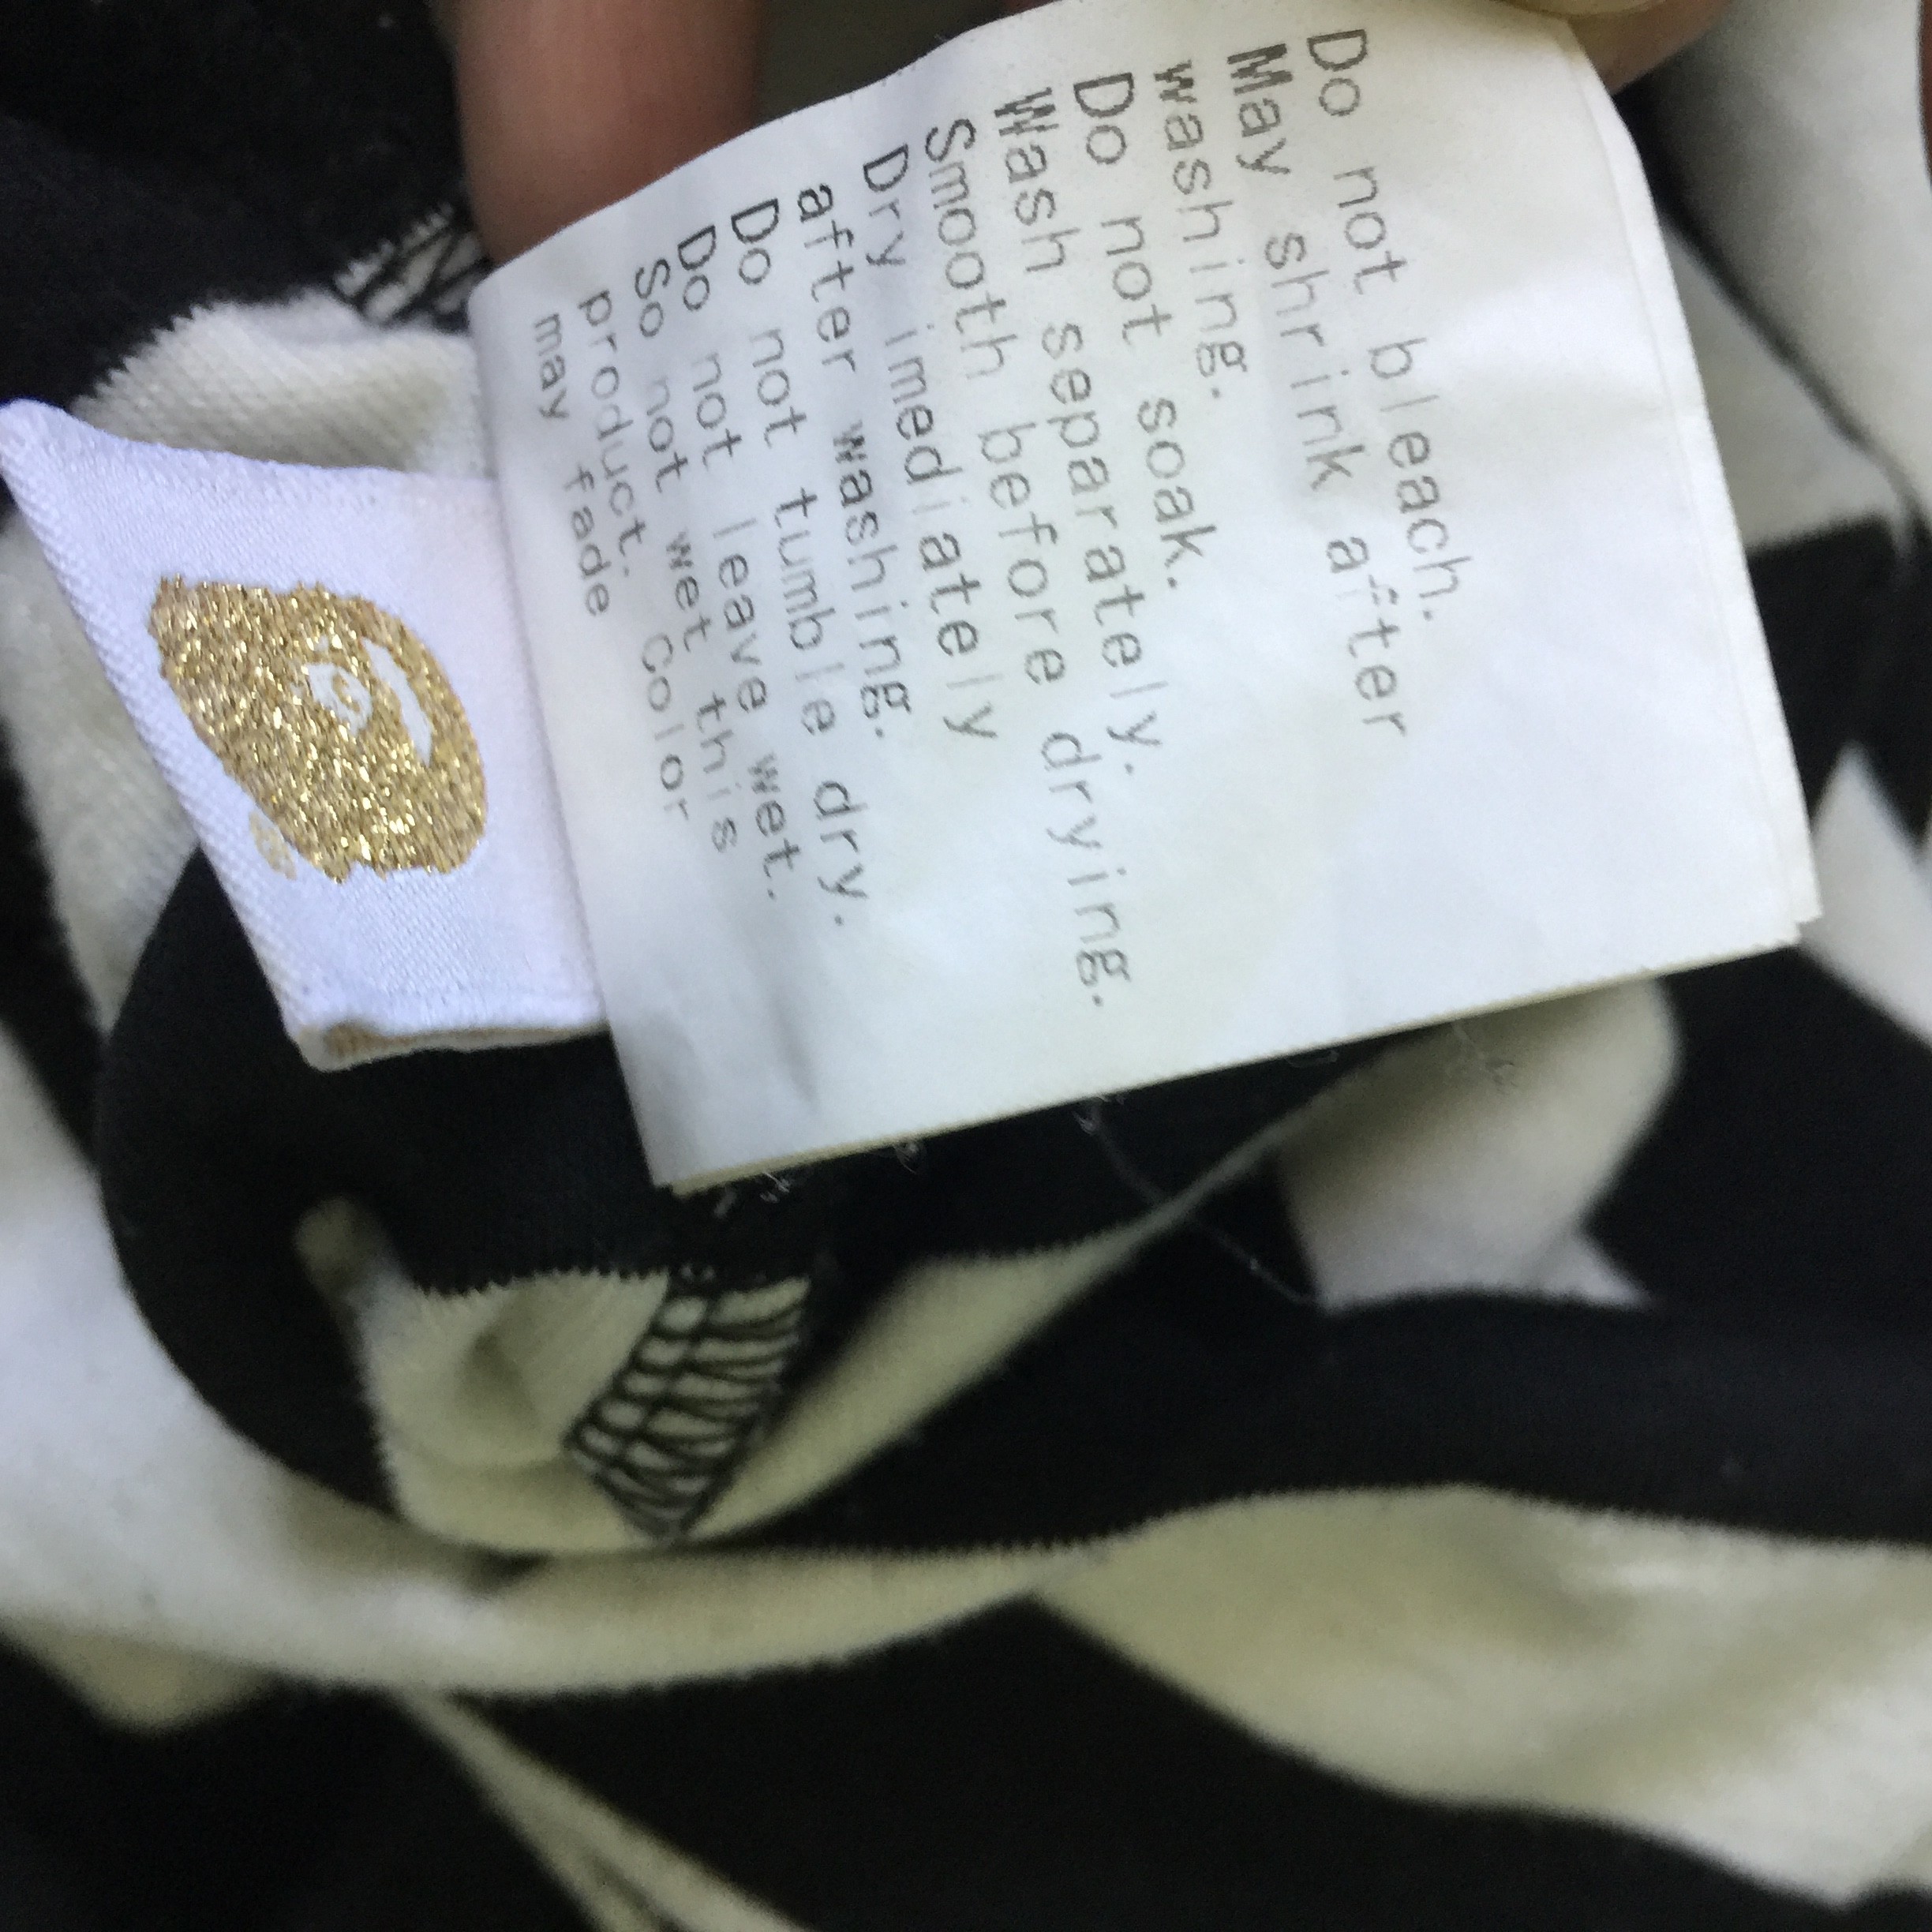 Do not bleach.
May shrink after
washing.
Do not soak.
Wash separately.
Smooth before drying.
Dry imediately
after washing.
Do not tumble dry.
Do not leave wet.
So not wet this
product. Color
may fade